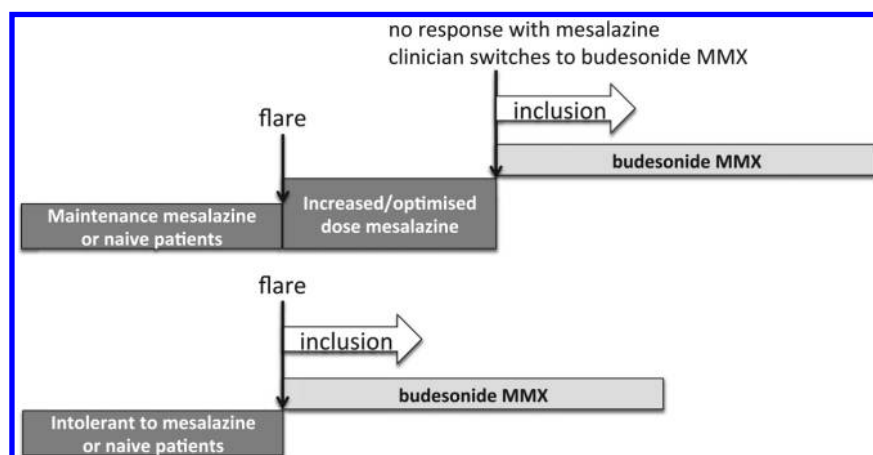 no response with mesalazine
clinician switches to budesonide MMX
inclusion
flare
budesonide MMX
Increased/optimised
dose mesalazine
Maintenance mesalazine
or naive patients
flare
inclusion
budesonide MMX
Intolerant to mesalazine
or naive patients